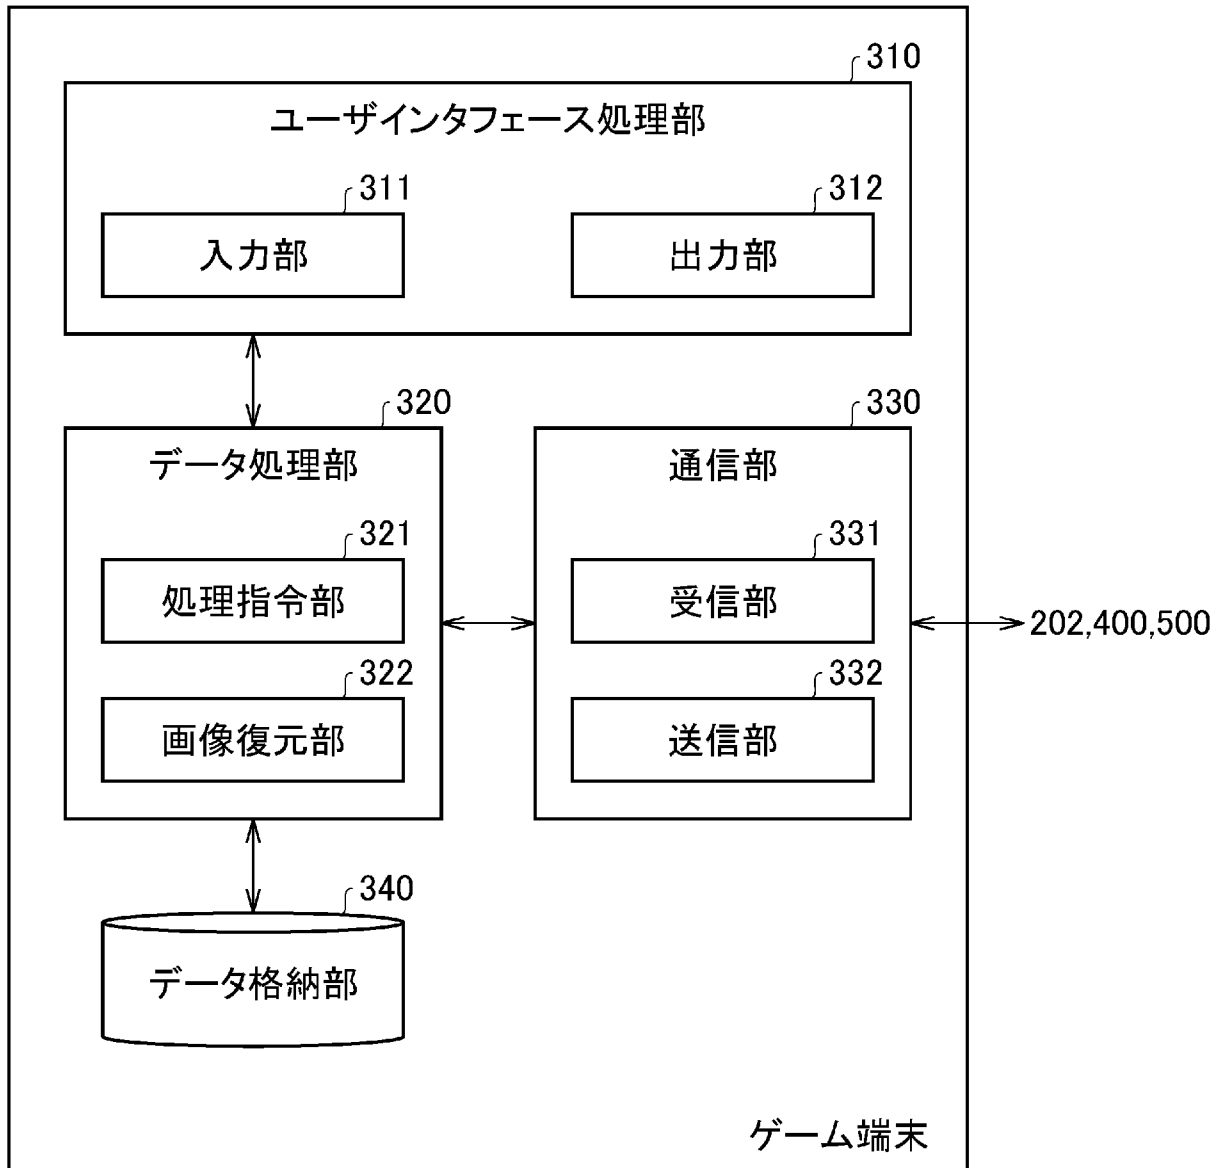 310
ユーザインタフェース処理部
311
入力部
312
出力部
320
データ処理部
321
処理指令部
322
画像復元部
330
通信部
331
受信部
332
送信部
202,400,500
340
データ格納部
ゲーム端末